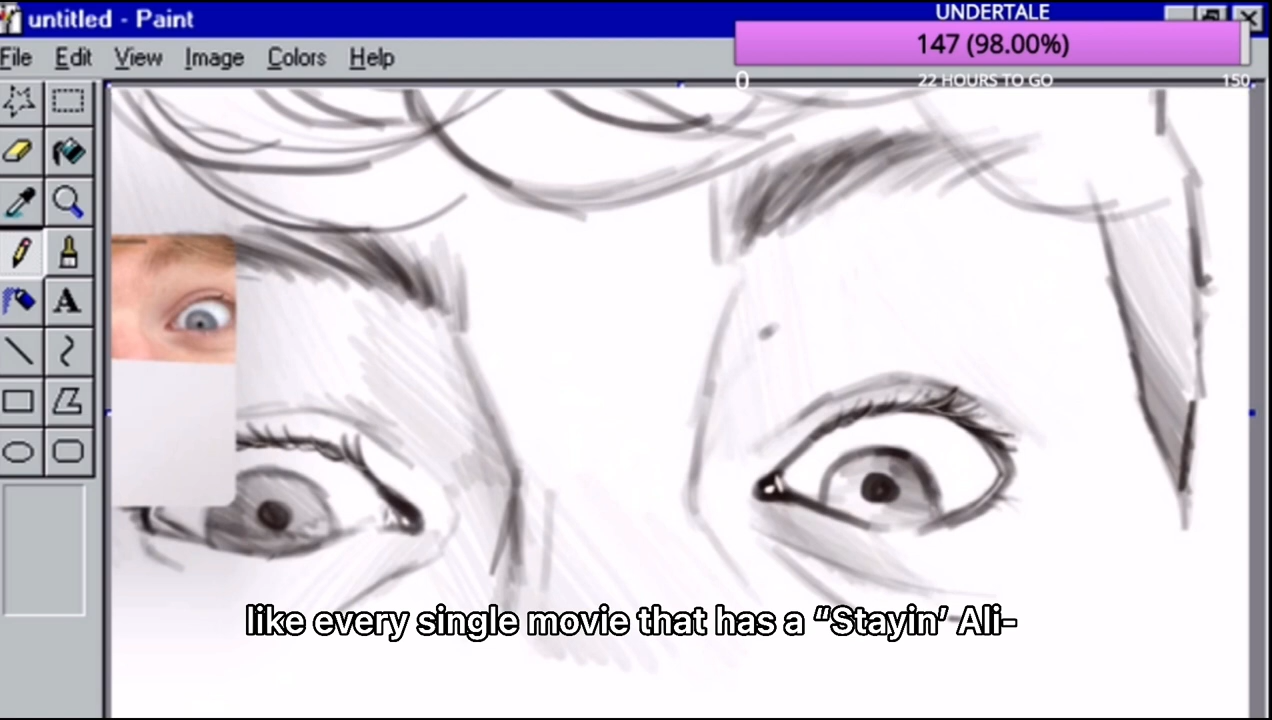 untitled - Paint
UNDERTALE
147 (98.00%)
0 22 HOURS TO GO 150
File Edit View Image Colors Help
A
like every single movie that has a “Stayin’ Ali-